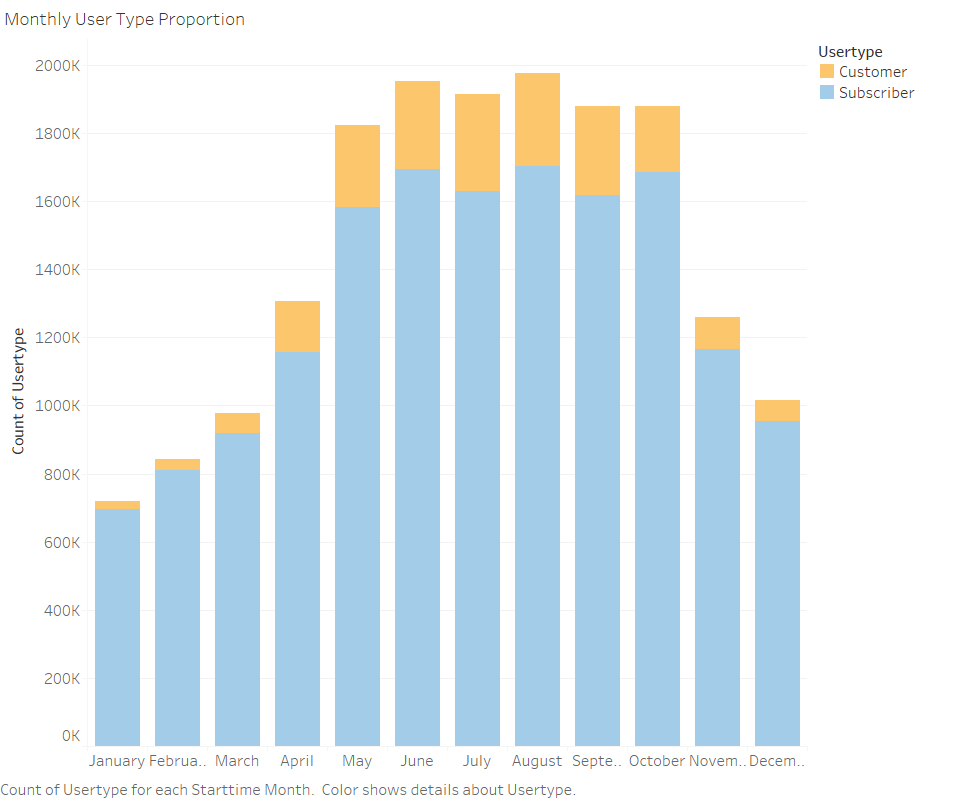 Monthly User Type Proportion
Usertype
Customer
Subscriber
Count of Usertype
2000K
1800K
1600K
1400K
1200K
1000K
800K
600K
400K
200K
0K
January Februa.. March April May June July August Septe.. October Novem.. Decem..
Count of Usertype for each Starttime Month. Color shows details about Usertype.